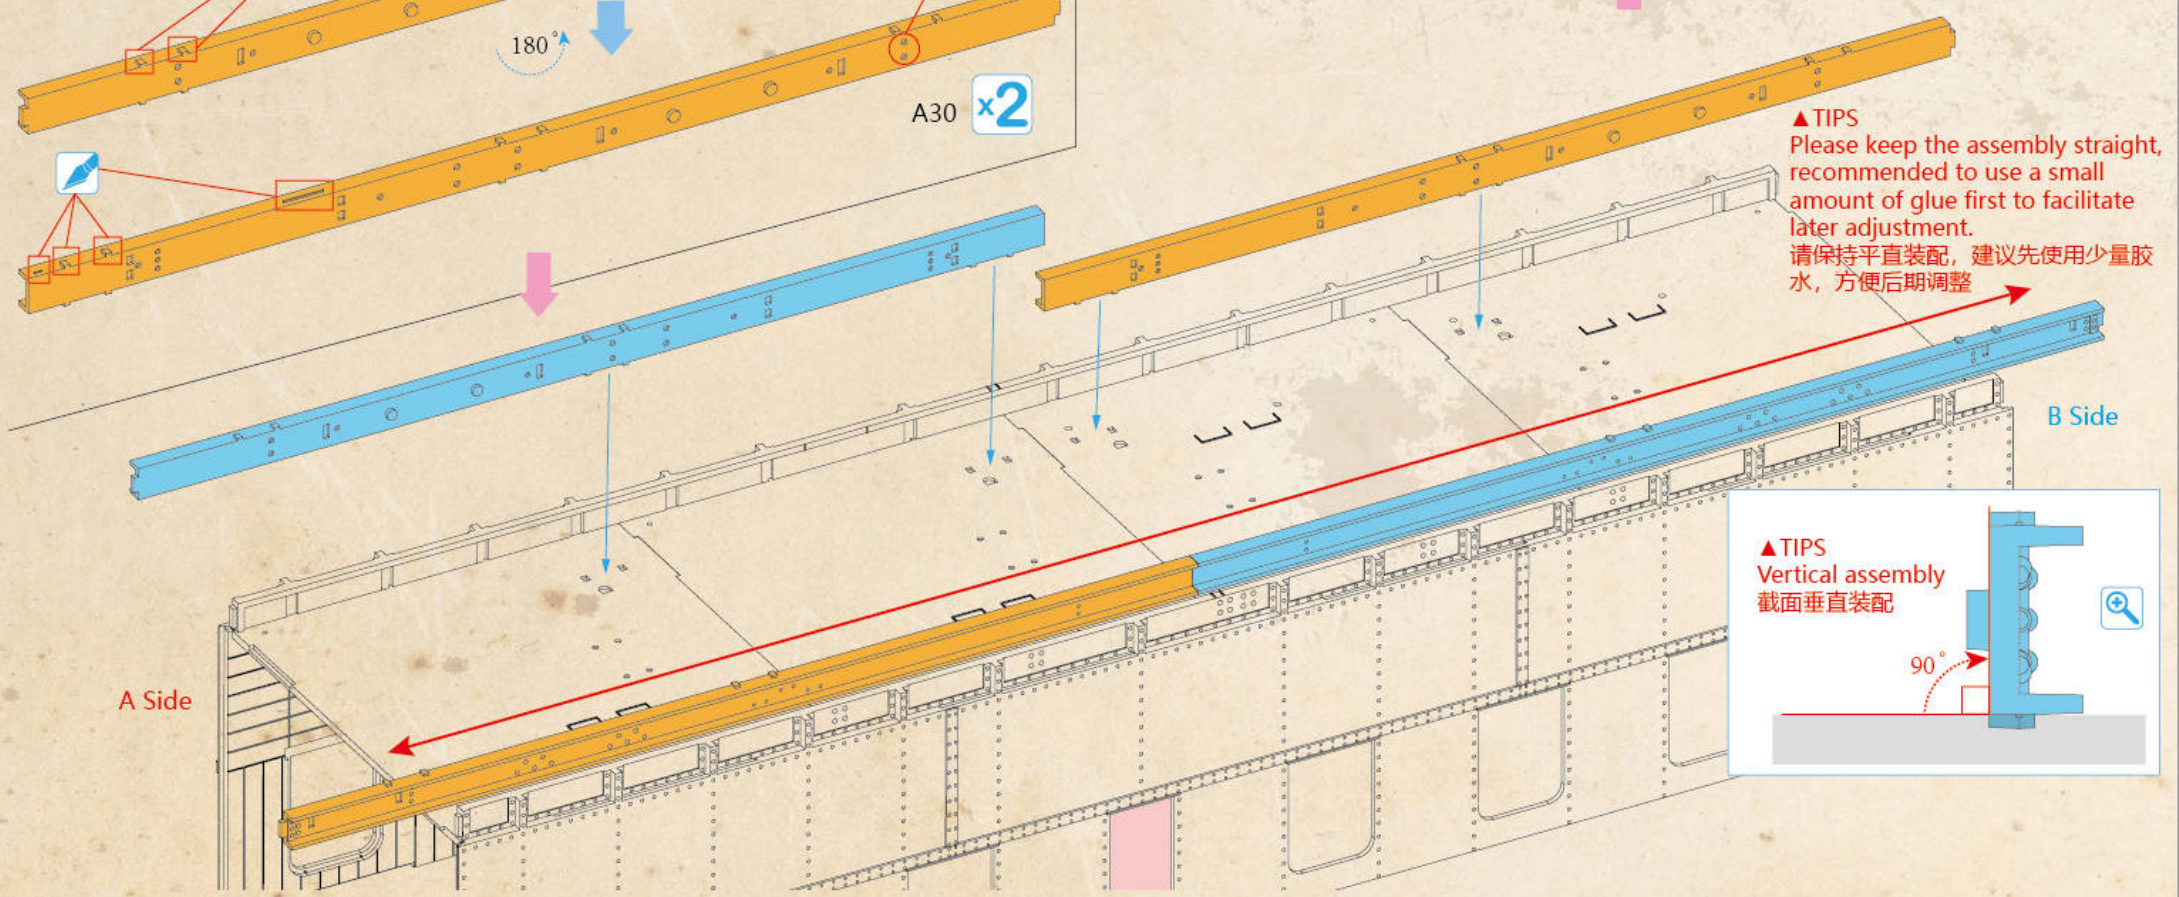 180°
A30
x2
▲TIPS
Please keep the assembly straight,
recommended to use a small
amount of glue first to facilitate
later adjustment.
请保持平直装配，建议先使用少量胶
水，方便后期调整
B Side
▲TIPS
Vertical assembly
截面垂直装配
90°
A Side